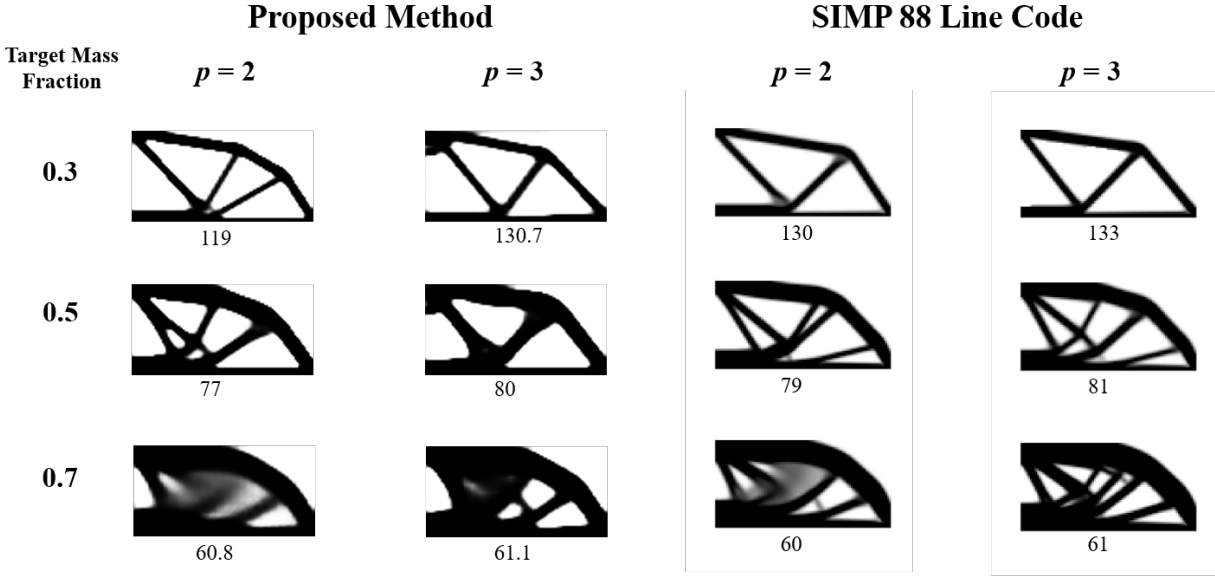 Proposed Method SIMP 88 Line Code
Target Mass
Fraction
p = 2 p = 3 p = 2 p = 3
0.3
119 130.7 130 133
0.5
77 80 79 81
0.7
60.8 61.1 60 61